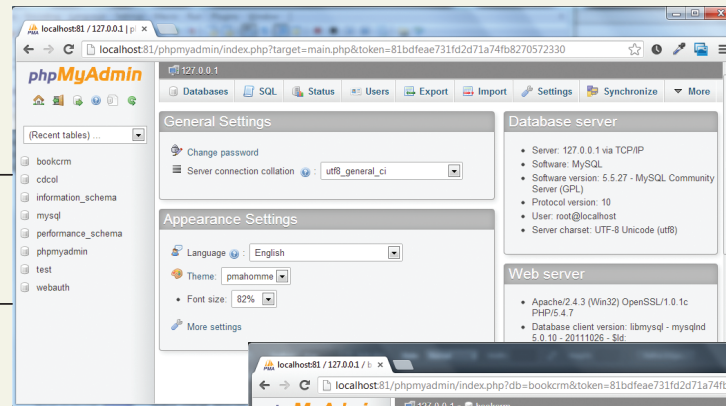 localhost:81 / 127.0.0.1 | pl
localhost:81/phpmyadmin/index.php?target=main.php&token=81bdfeae731fd2d71a74fb8270572330
phpMyAdmin
(Recent tables) ...
bookcrm
cdcol
information_schema
mysql
performance_schema
phpmyadmin
test
webauth
127.0.0.1
Databases SQL Status Users Export Import Settings Synchronize More
General Settings
Change password
Server connection collation : utf8_general_ci
Appearance Settings
Language : English
Theme: pmahomme
• Font size: 82%
More settings
Database server
• Server: 127.0.0.1 via TCP/IP
• Software: MySQL
• Software version: 5.5.27 - MySQL Community
Server (GPL)
• Protocol version: 10
• User: root@localhost
• Server charset: UTF-8 Unicode (utf8)
Web server
• Apache/2.4.3 (Win32) OpenSSL/1.0.1c
PHP/5.4.7
• Database client version: libmysql - mysqlnd
5.0.10 - 20111026 - $Id:
localhost:81 / 127.0.0.1 / b
localhost:81/phpmyadmin/index.php?db=bookcrm&token=81bdfeae731fd2d71a74fb